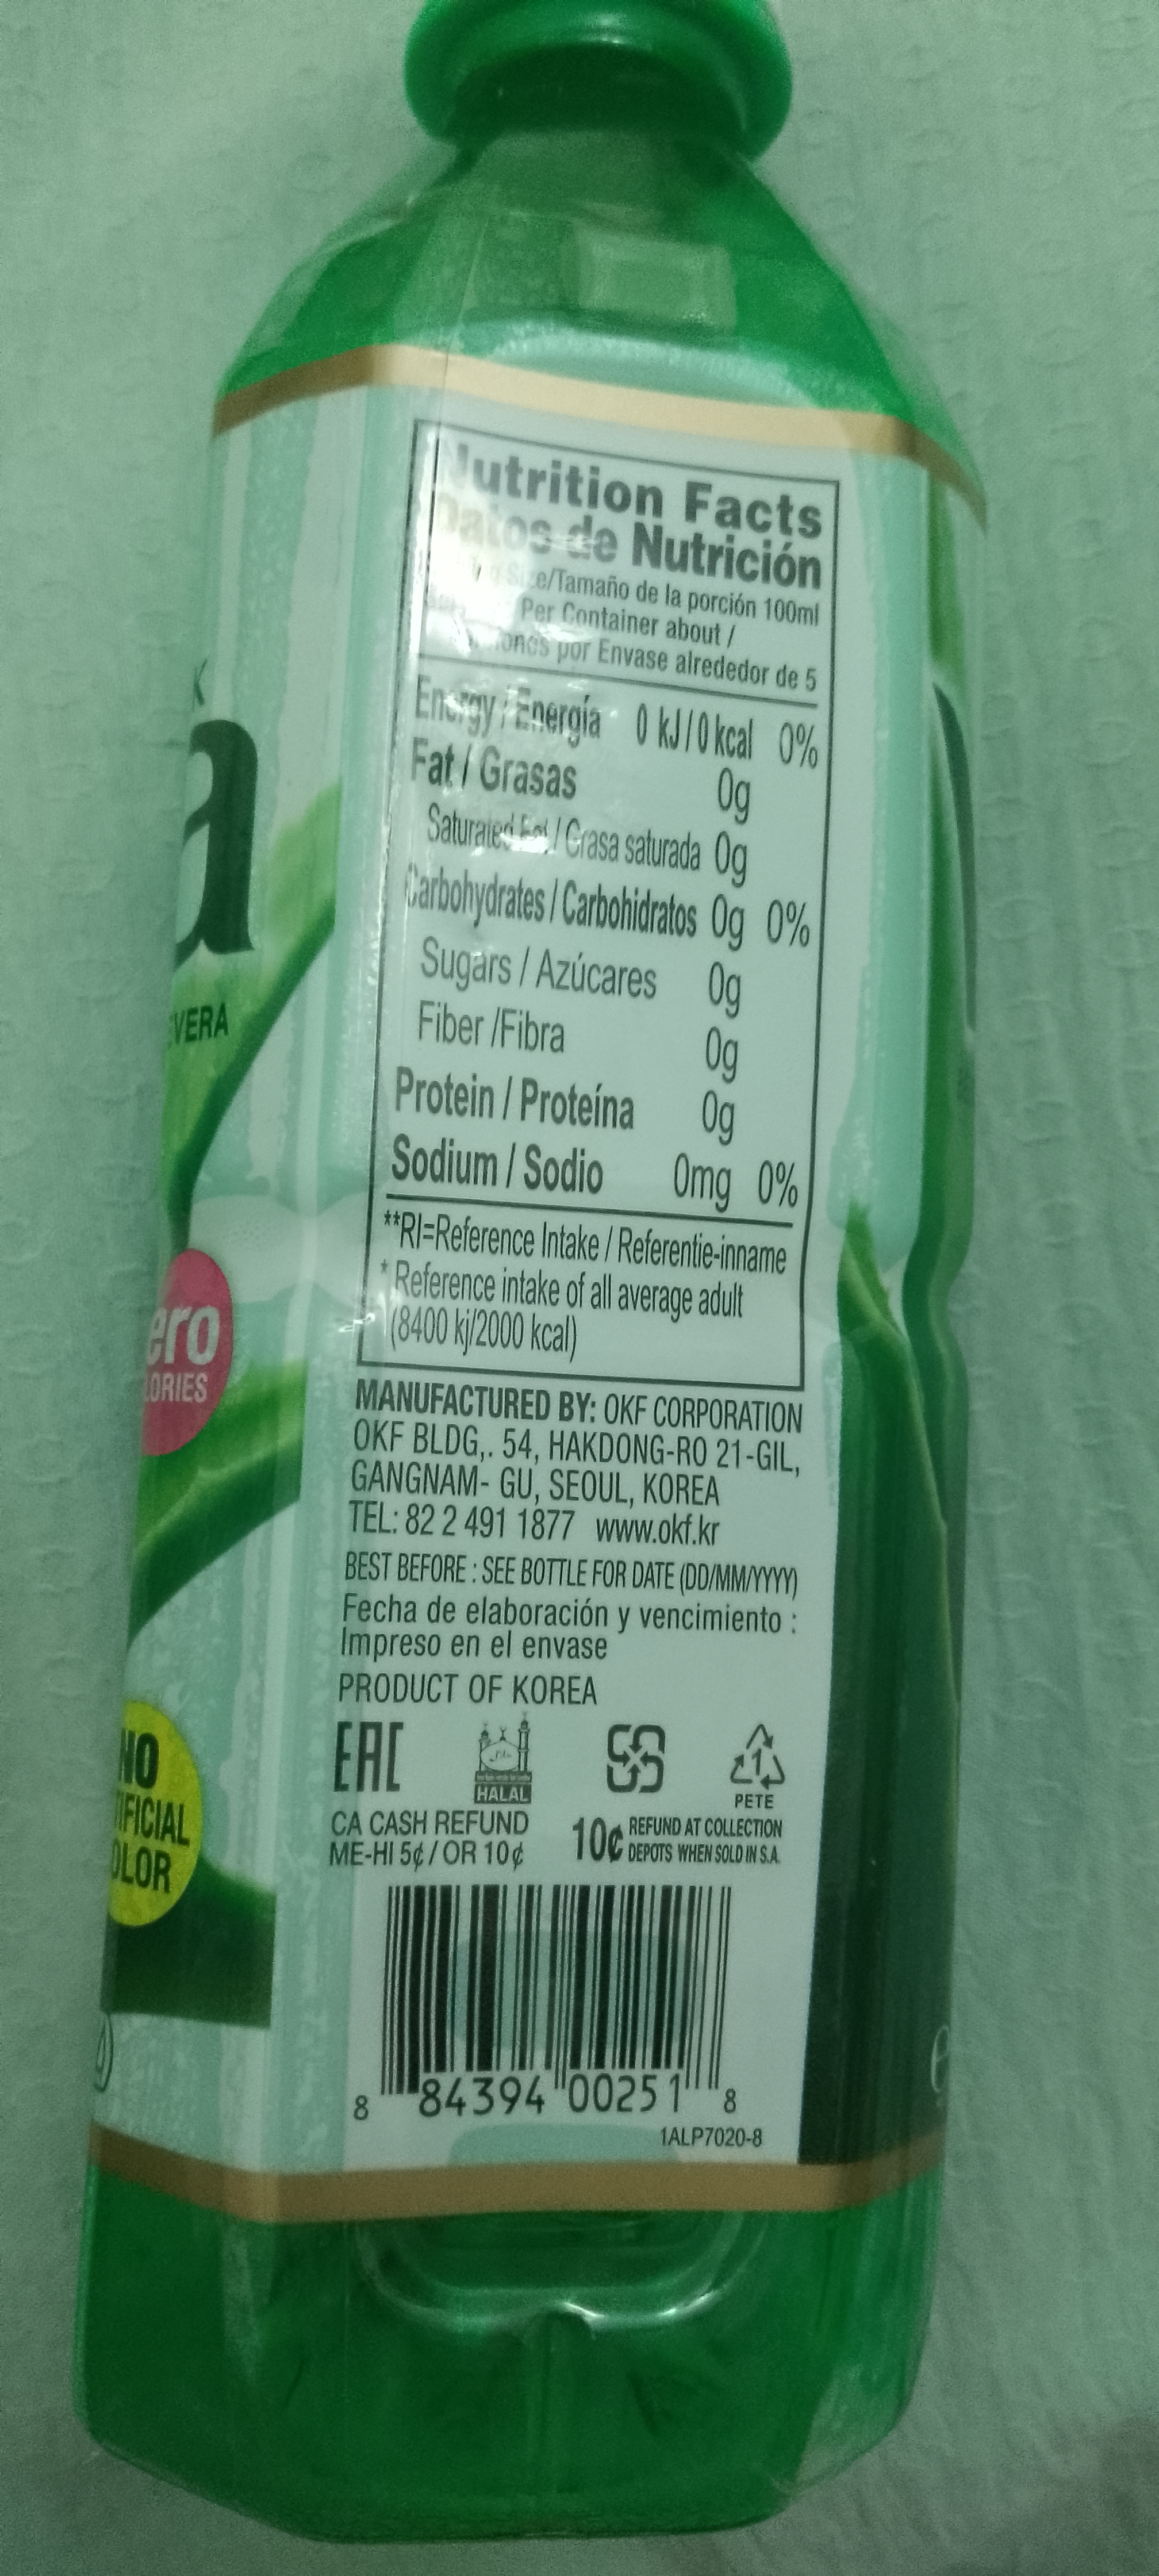 Nutrition Facts
Datos de Nutrición
Size/Tamaño de la porción 100ml
Per Container about /
por Envase alrededor de 5
Energy / Energía 0 kJ / 0 kcal 0%
Fat / Grasas 0g
Saturated Fat / Grasa saturada 0g
Carbohydrates / Carbohidratos 0g 0%
Sugars / Azúcares 0g
Fiber /Fibra 0g
Protein / Proteína 0g
Sodium / Sodio 0mg 0%
**RI=Reference Intake / Referentie-inname
* Reference intake of all average adult
(8400 kj/2000 kcal)
MANUFACTURED BY: OKF CORPORATION
OKF BLDG,. 54, HAKDONG-RO 21-GIL,
GANGNAM- GU, SEOUL, KOREA
TEL: 82 2 491 1877 www.okf.kr
BEST BEFORE : SEE BOTTLE FOR DATE (DD/MM/YYYY)
Fecha de elaboración y vencimiento :
Impreso en el envase
PRODUCT OF KOREA
EAC
HALAL
1
PETE
CA CASH REFUND
ME-HI 5¢ / OR 10¢
10¢ REFUND AT COLLECTION
DEPOTS WHEN SOLD IN S.A.
8 84394 00251 8
1ALP7020-8
K
a
VERA
ero
LORIES
NO
TIFICIAL
OLOR
e